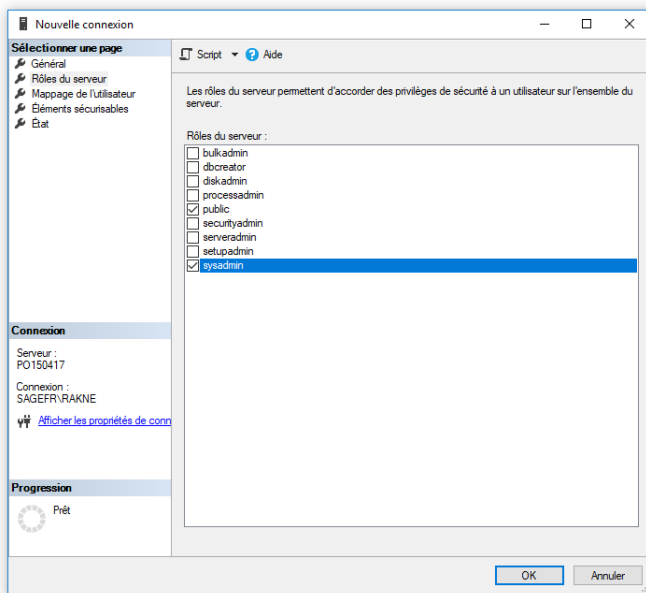 Nouvelle connexion
Sélectionner une page
Général
Rôles du serveur
Mappage de l'utilisateur
Éléments sécurisables
État
Script
Aide
Les rôles du serveur permettent d'accorder des privilèges de sécurité à un utilisateur sur l'ensemble du
serveur.
Rôles du serveur :
bulkadmin
dbcreator
diskadmin
processadmin
public
securityadmin
serveradmin
setupadmin
sysadmin
Connexion
Serveur :
PO150417
Connexion :
SAGEFR\RAKNE
Afficher les propriétés de conn
Progression
Prêt
OK
Annuler